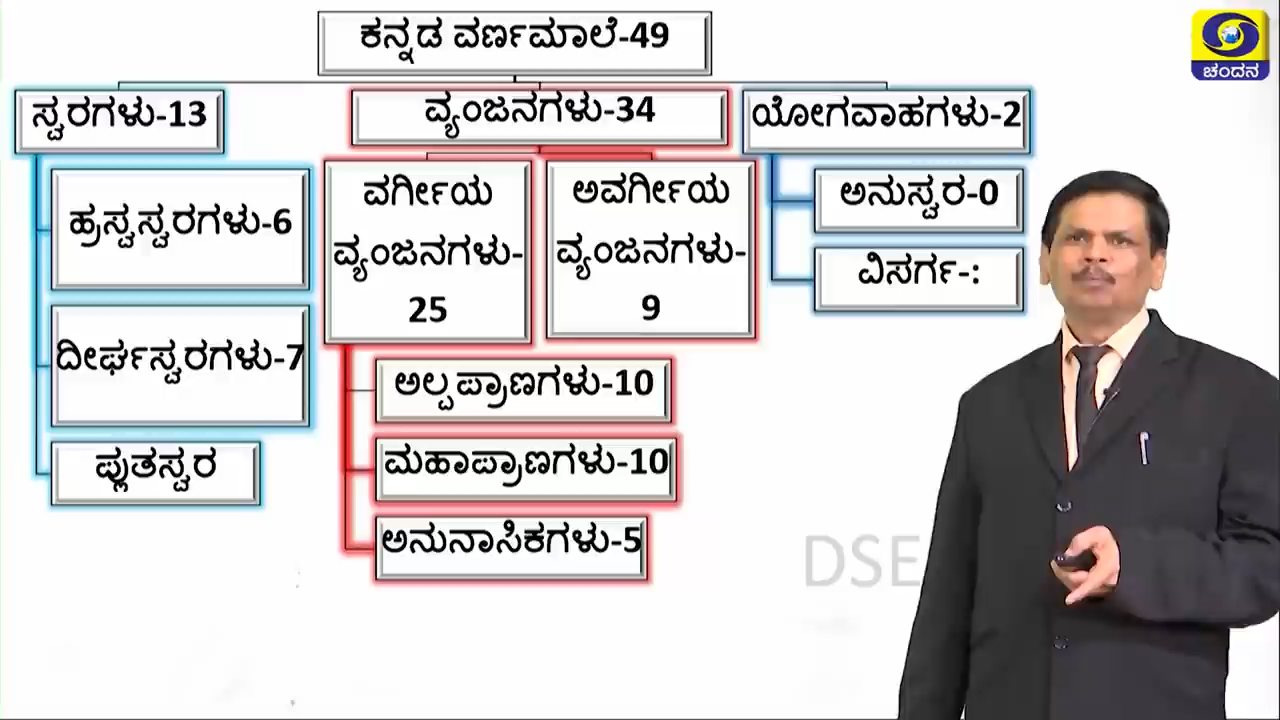 ಕನ್ನಡ ವರ್ಣಮಾಲೆ-49
ಚಂದನ
ಸ್ವರಗಳು-13
ವ್ಯಂಜನಗಳು-34
ಯೋಗವಾಹಗಳು-2
ಹ್ರಸ್ವಸ್ವರಗಳು-6
ದೀರ್ಘಸ್ವರಗಳು-7
ಪ್ಲುತಸ್ವರ
ವರ್ಗೀಯ
ವ್ಯಂಜನಗಳು-
25
ಅವರ್ಗೀಯ
ವ್ಯಂಜನಗಳು-
9
ಅಲ್ಪಪ್ರಾಣಗಳು-10
ಮಹಾಪ್ರಾಣಗಳು-10
ಅನುನಾಸಿಕಗಳು-5
ಅನುಸ್ವರ-0
ವಿಸರ್ಗ-:
DSE